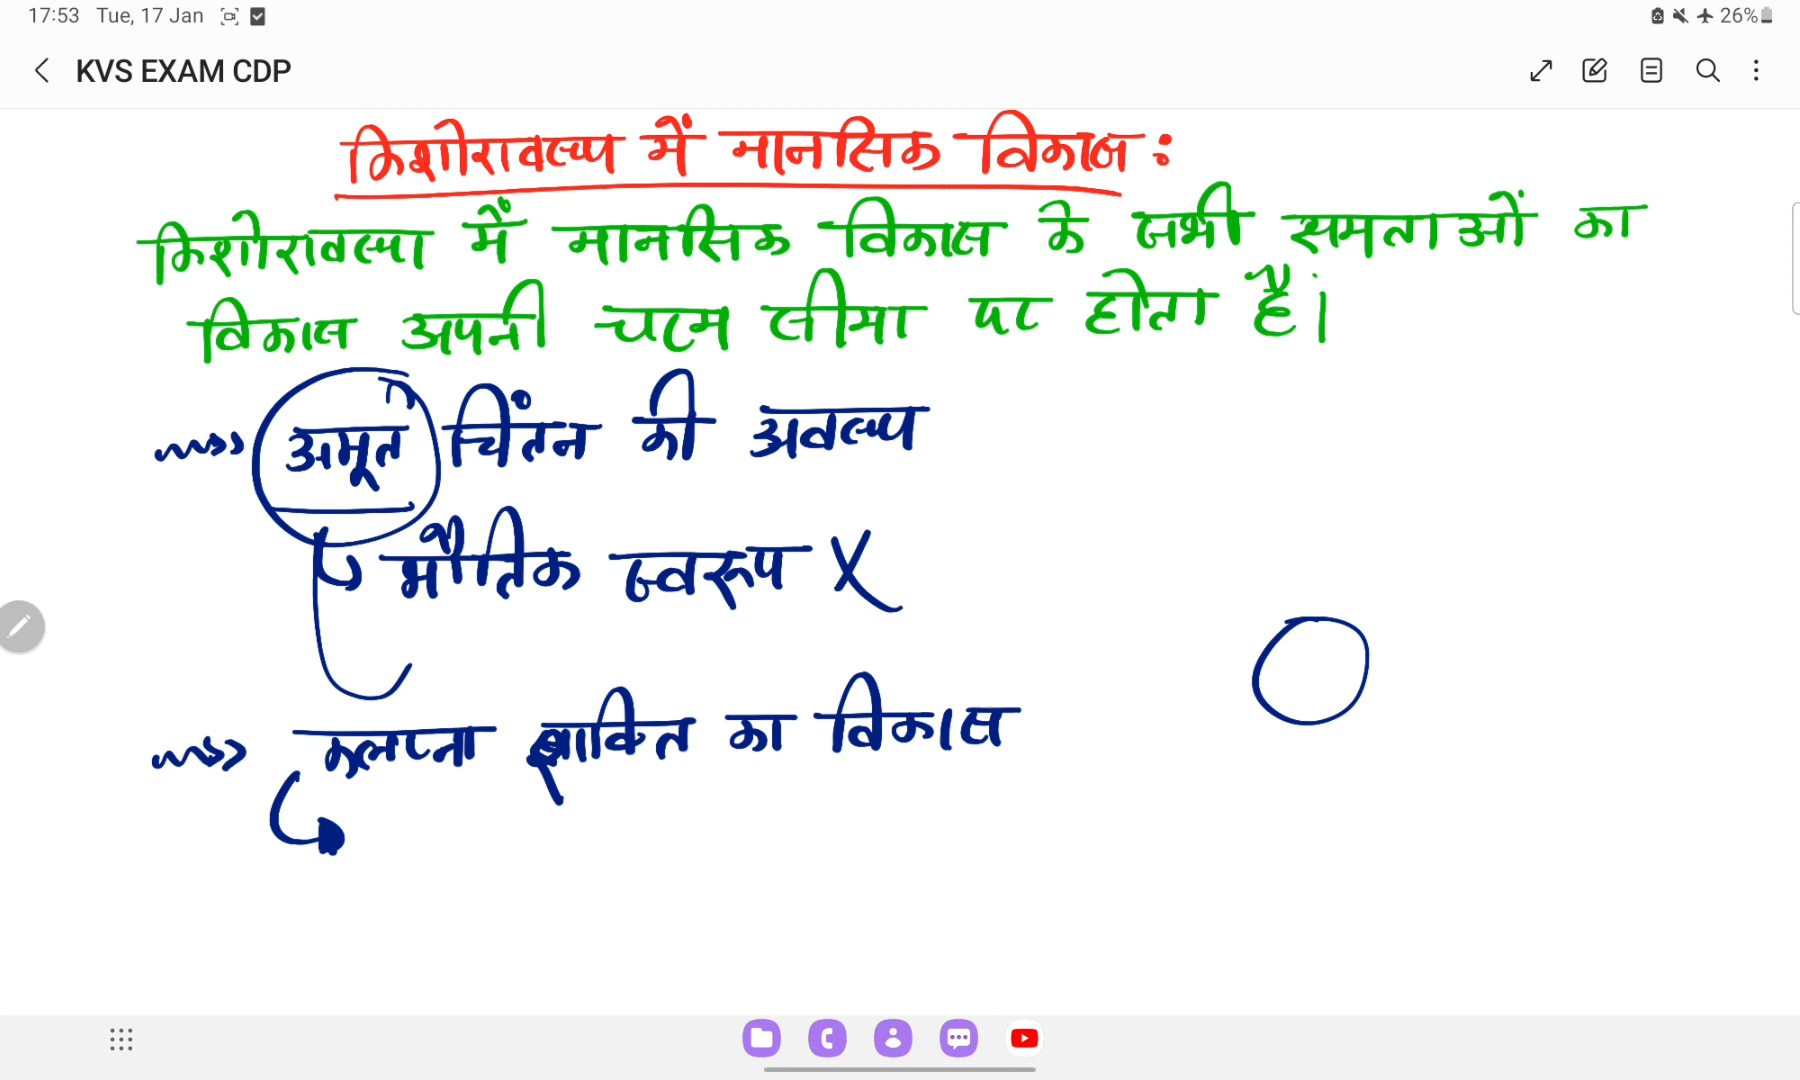 17:53 Tue, 17 Jan 26%
KVS EXAM CDP
किशोरावस्था में मानसिक विकास :
किशोरावस्था में मानसिक विकास के सभी क्षमताओं का
विकास अपनी चरम सीमा पर होता है।
अमूर्त चिंतन की अवस्था
भौतिक स्वरूप X
कल्पना शक्ति का विकास